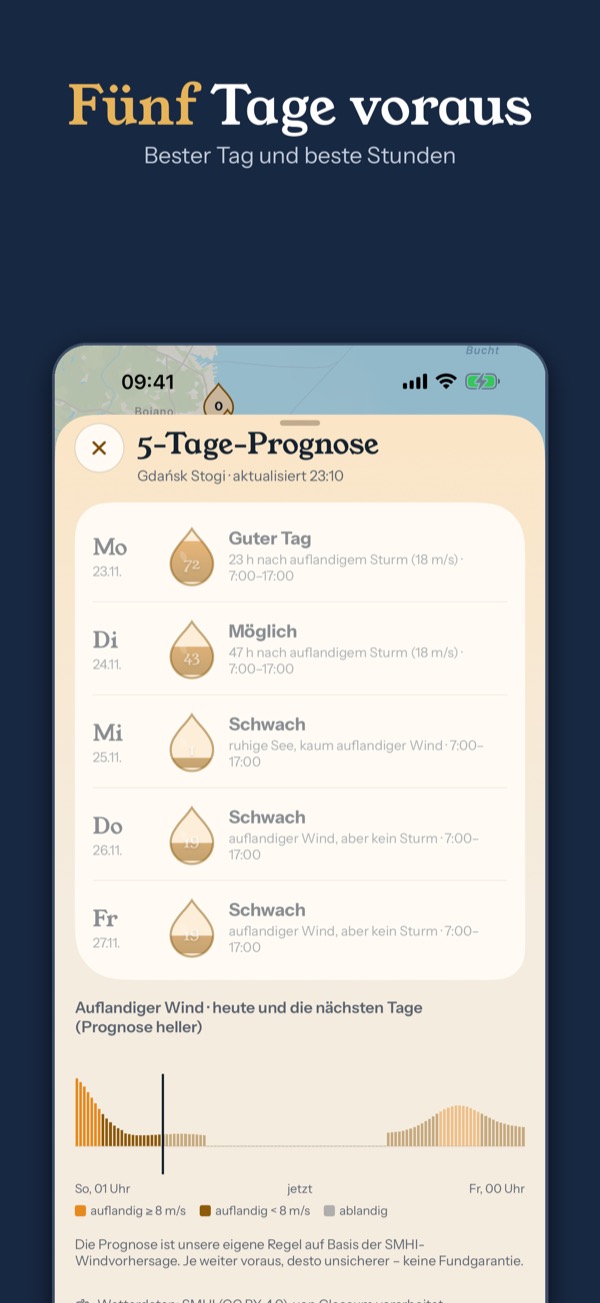 Fünf Tage voraus
Bester Tag und beste Stunden
Bucht
09:41
Bojano
0
5-Tage-Prognose
Gdańsk Stogi · aktualisiert 23:10
Mo
23.11.
72
Guter Tag
23 h nach auflandigem Sturm (18 m/s) ·
7:00–17:00
Di
24.11.
43
Möglich
47 h nach auflandigem Sturm (18 m/s) ·
7:00–17:00
Mi
25.11.
Schwach
ruhige See, kaum auflandiger Wind · 7:00–
17:00
Do
26.11.
19
Schwach
auflandiger Wind, aber kein Sturm · 7:00–
17:00
Fr
27.11.
19
Schwach
auflandiger Wind, aber kein Sturm · 7:00–
17:00
Auflandiger Wind · heute und die nächsten Tage
(Prognose heller)
So, 01 Uhr
jetzt
Fr, 00 Uhr
auflandig ≥ 8 m/s
auflandig < 8 m/s
ablandig
Die Prognose ist unsere eigene Regel auf Basis der SMHI-
Windvorhersage. Je weiter voraus, desto unsicherer – keine Fundgarantie.